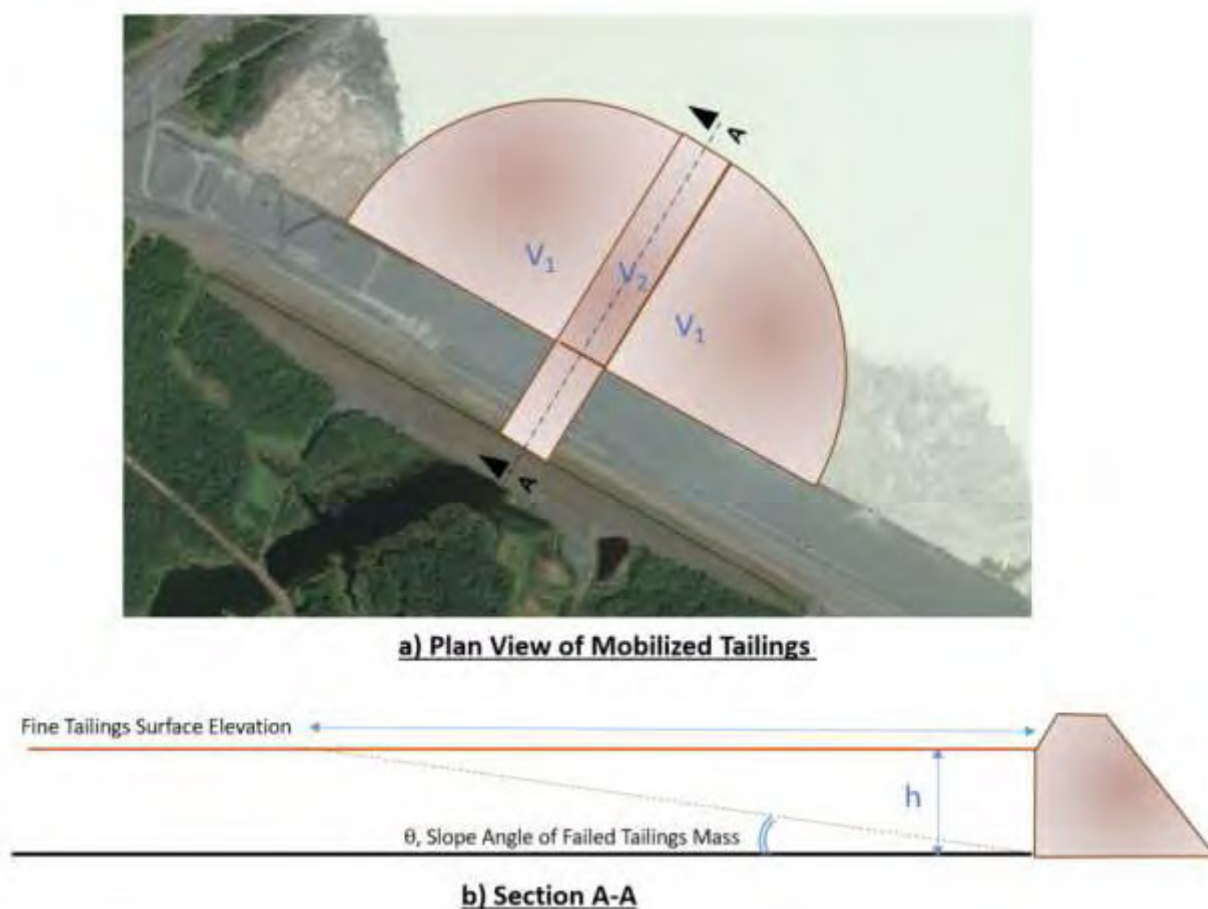 A
V₁
V₂
V₁
A
a) Plan View of Mobilized Tailings
Fine Tailings Surface Elevation
h
θ, Slope Angle of Failed Tailings Mass
b) Section A-A